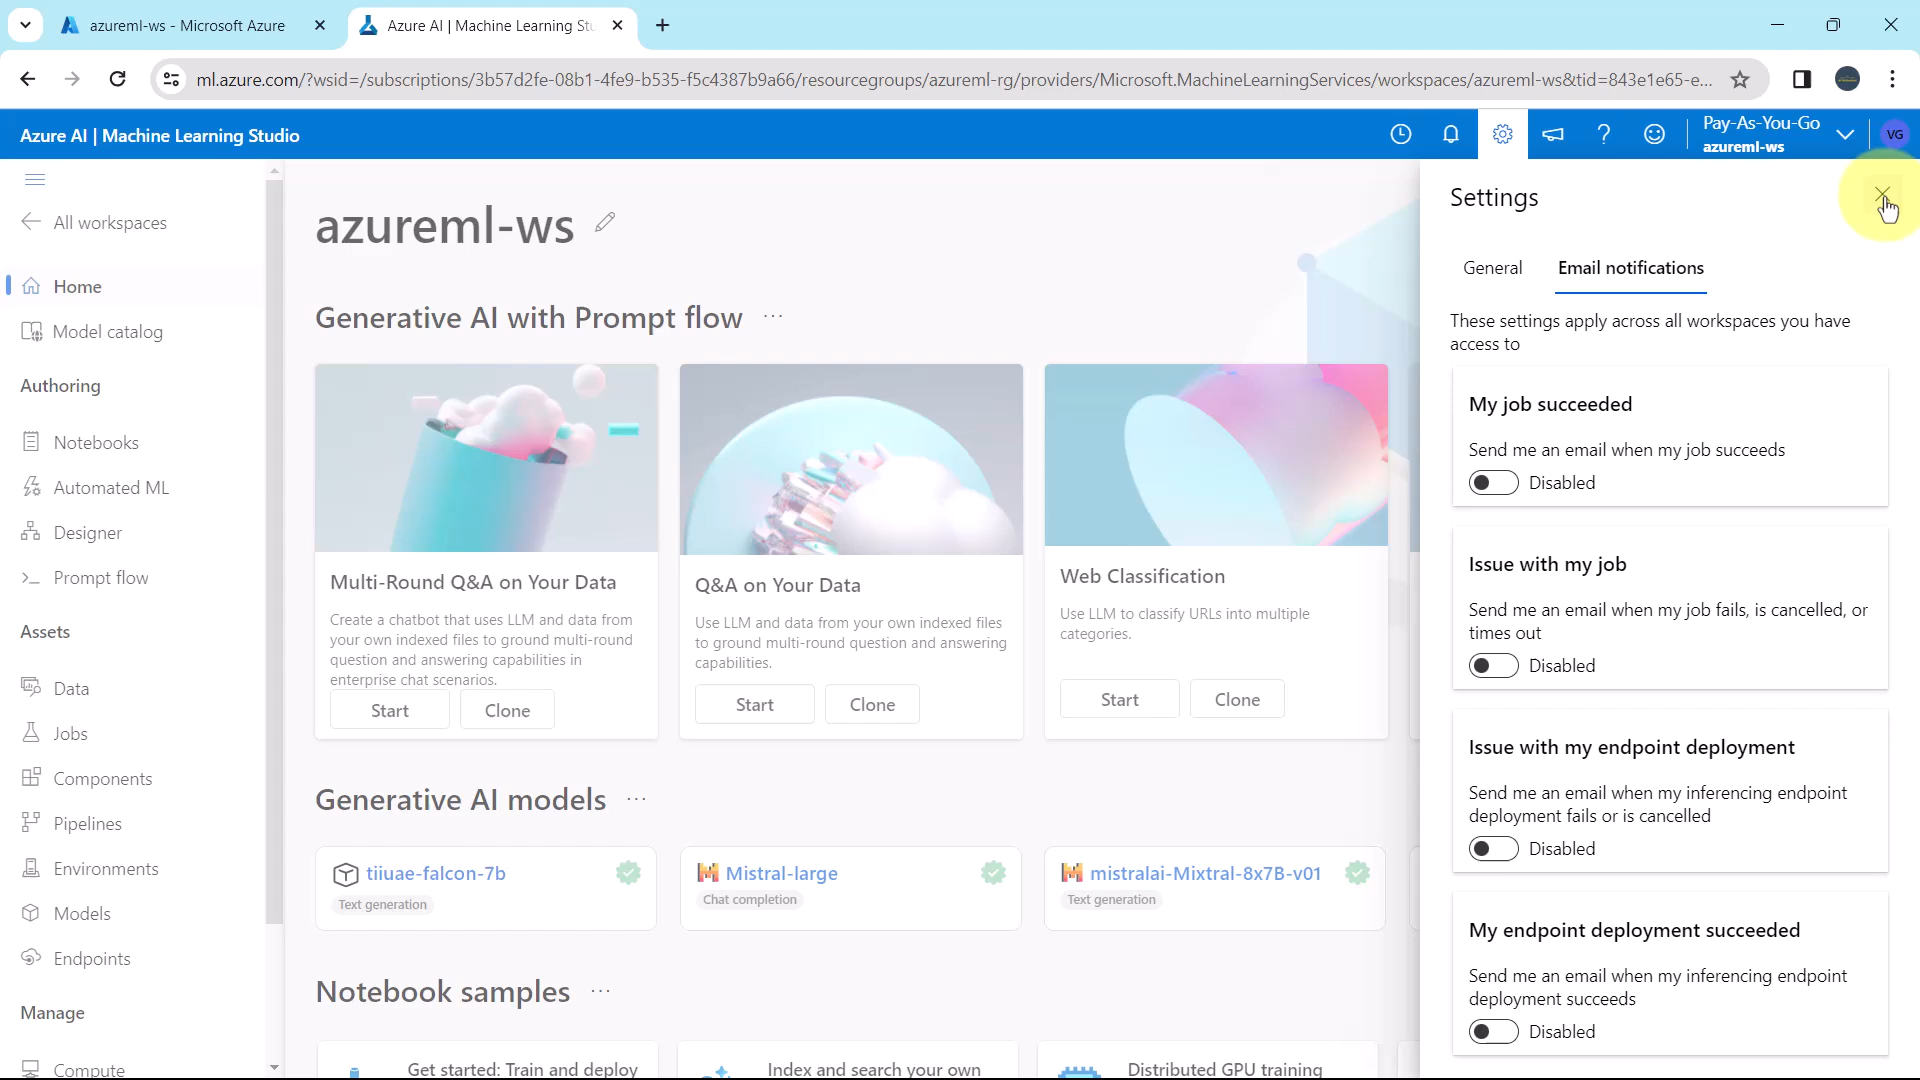 azureml-ws - Microsoft Azure
Azure AI | Machine Learning Stu
ml.azure.com/?wsid=/subscriptions/3b57d2fe-08b1-4fe9-b535-f5c4387b9a66/resourcegroups/azureml-rg/providers/Microsoft.MachineLearningServices/workspaces/azureml-ws&tid=843e1e65-e...
Azure AI | Machine Learning Studio
Pay-As-You-Go
azureml-ws
VG
All workspaces
Home
Model catalog
Authoring
Notebooks
Automated ML
Designer
Prompt flow
Assets
Data
Jobs
Components
Pipelines
Environments
Models
Endpoints
Manage
Compute
azureml-ws
Generative AI with Prompt flow ...
Multi-Round Q&A on Your Data
Create a chatbot that uses LLM and data from
your own indexed files to ground multi-round
question and answering capabilities in
enterprise chat scenarios.
Start
Clone
Q&A on Your Data
Use LLM and data from your own indexed files
to ground multi-round question and answering
capabilities.
Start
Clone
Web Classification
Use LLM to classify URLs into multiple
categories.
Start
Clone
Generative AI models ...
tiiuae-falcon-7b
Text generation
Mistral-large
Chat completion
mistralai-Mixtral-8x7B-v01
Text generation
Notebook samples ...
Get started: Train and deploy
Index and search your own
Distributed GPU training
Settings
General
Email notifications
These settings apply across all workspaces you have
access to
My job succeeded
Send me an email when my job succeeds
Disabled
Issue with my job
Send me an email when my job fails, is cancelled, or
times out
Disabled
Issue with my endpoint deployment
Send me an email when my inferencing endpoint
deployment fails or is cancelled
Disabled
My endpoint deployment succeeded
Send me an email when my inferencing endpoint
deployment succeeds
Disabled